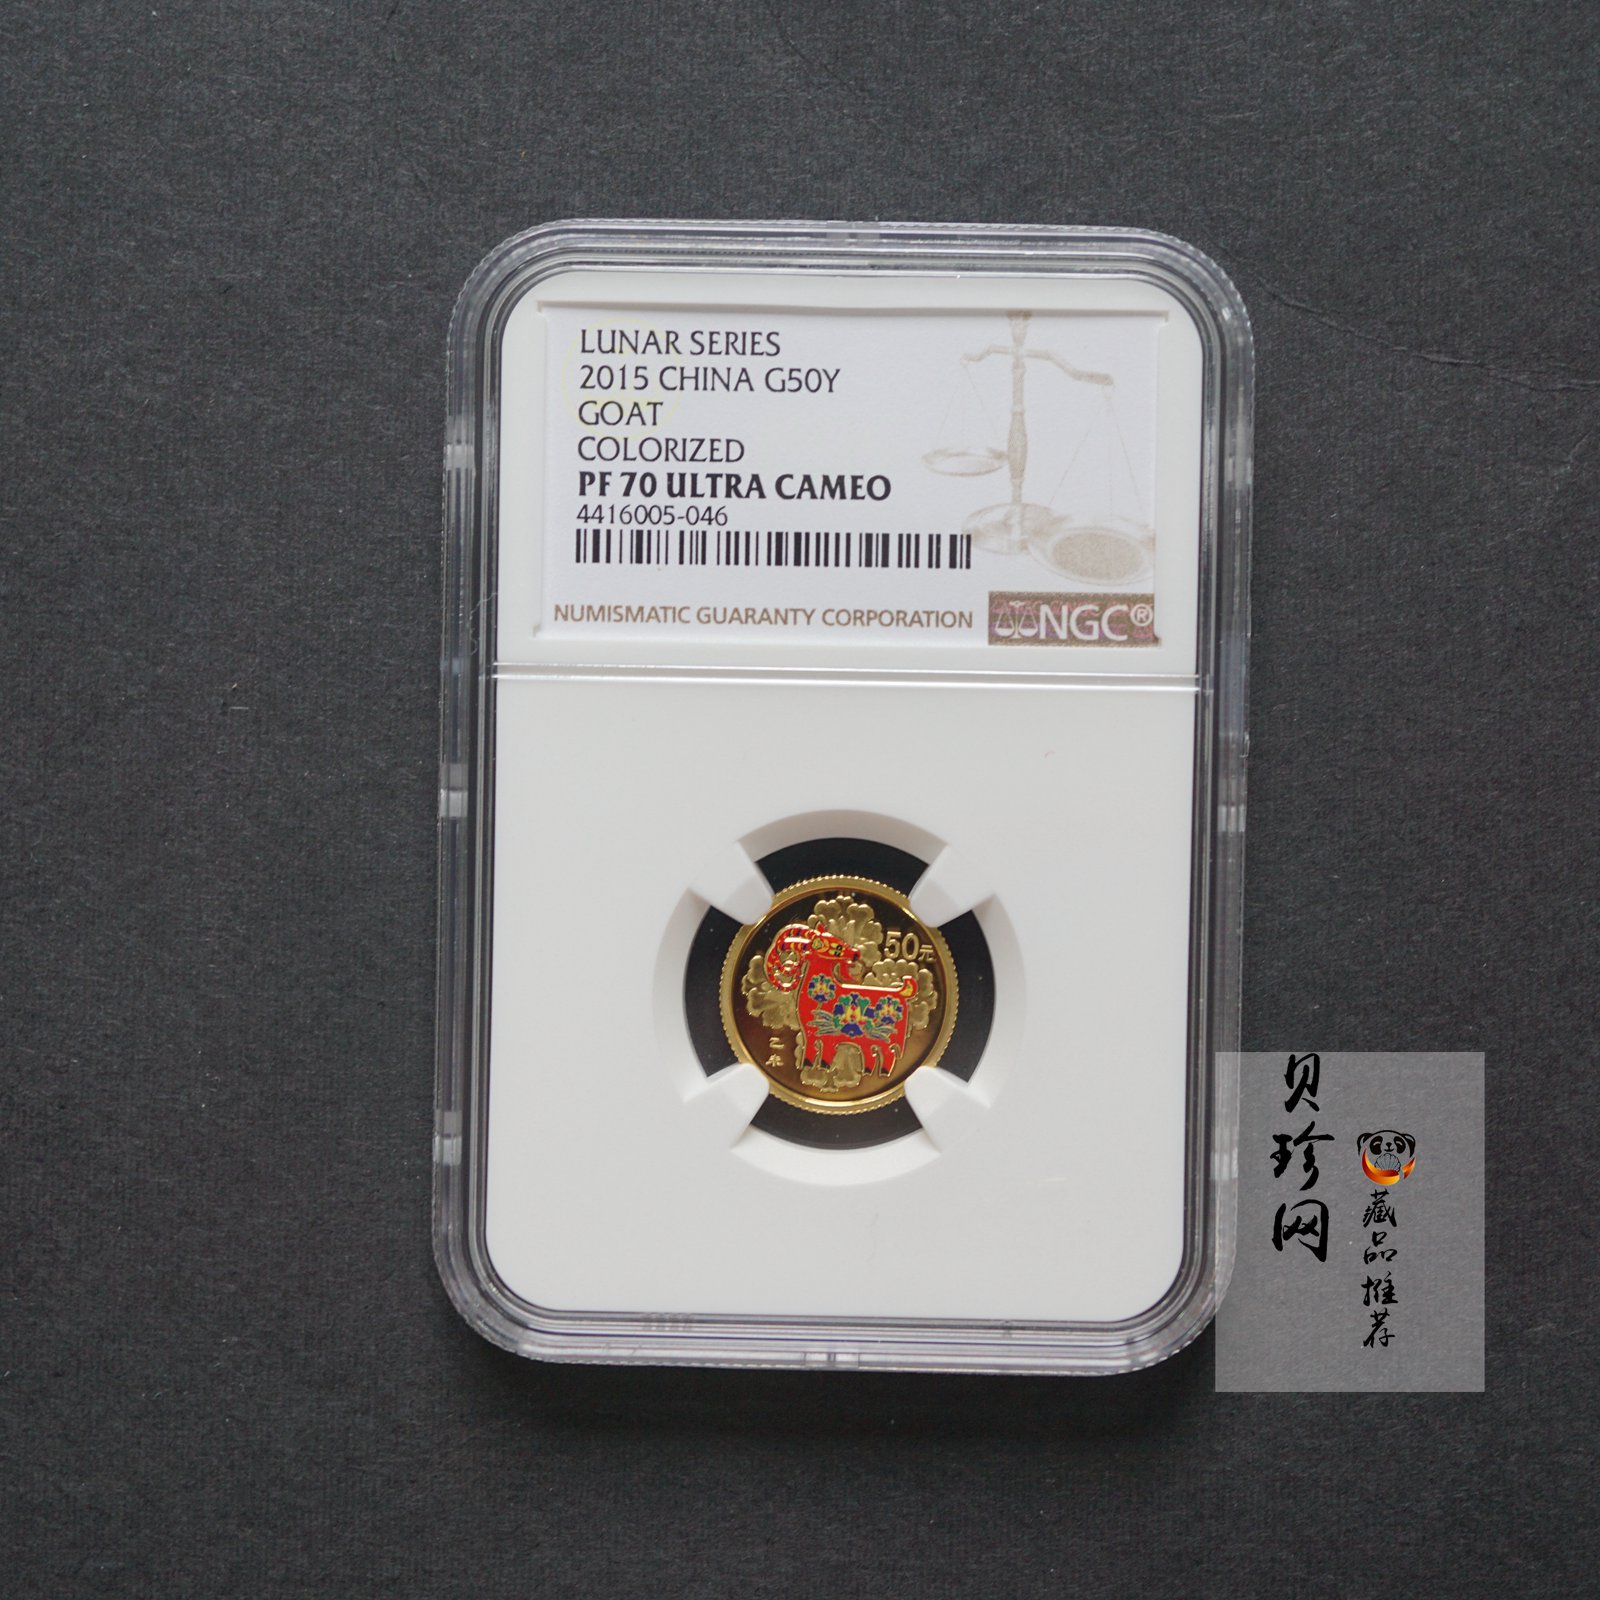 LUNAR SERIES
2015 CHINA G50Y
GOAT
COLORIZED
PF 70 ULTRA CAMEO
4416005-046
NUMISMATIC GUARANTY CORPORATION
NGC®
50元
乙未
贝珍网
藏品推荐